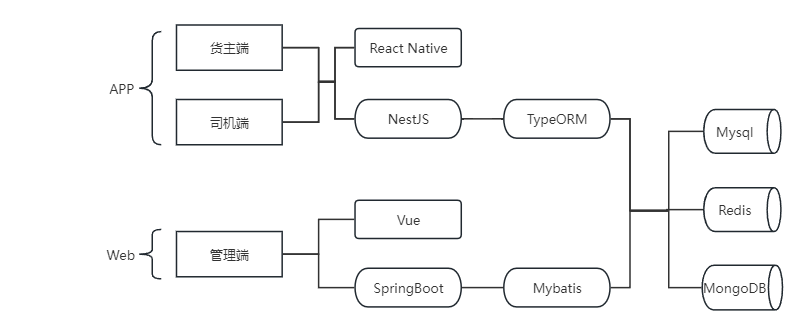 货主端
React Native
APP
司机端
NestJS
TypeORM
Mysql
Redis
Vue
Web
管理端
SpringBoot
Mybatis
MongoDB